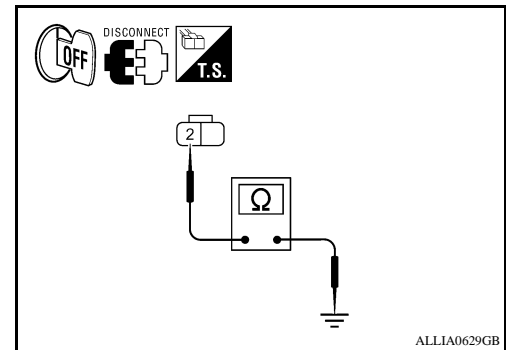 DISCONNECT
OFF
T.S.
2
Ω
ALLIA0629GB